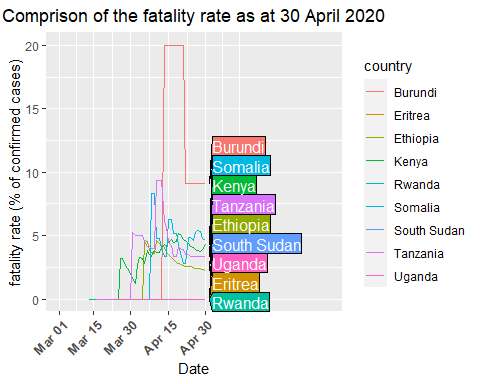 Comprison of the fatality rate as at 30 April 2020
fatality rate (% of confirmed cases)
20
15
10
5
0
Burundi
Somalia
Kenya
Tanzania
Ethiopia
South Sudan
Uganda
Eritrea
Rwanda
Mar 01
Mar 15
Mar 30
Apr 15
Apr 30
Date
country
Burundi
Eritrea
Ethiopia
Kenya
Rwanda
Somalia
South Sudan
Tanzania
Uganda